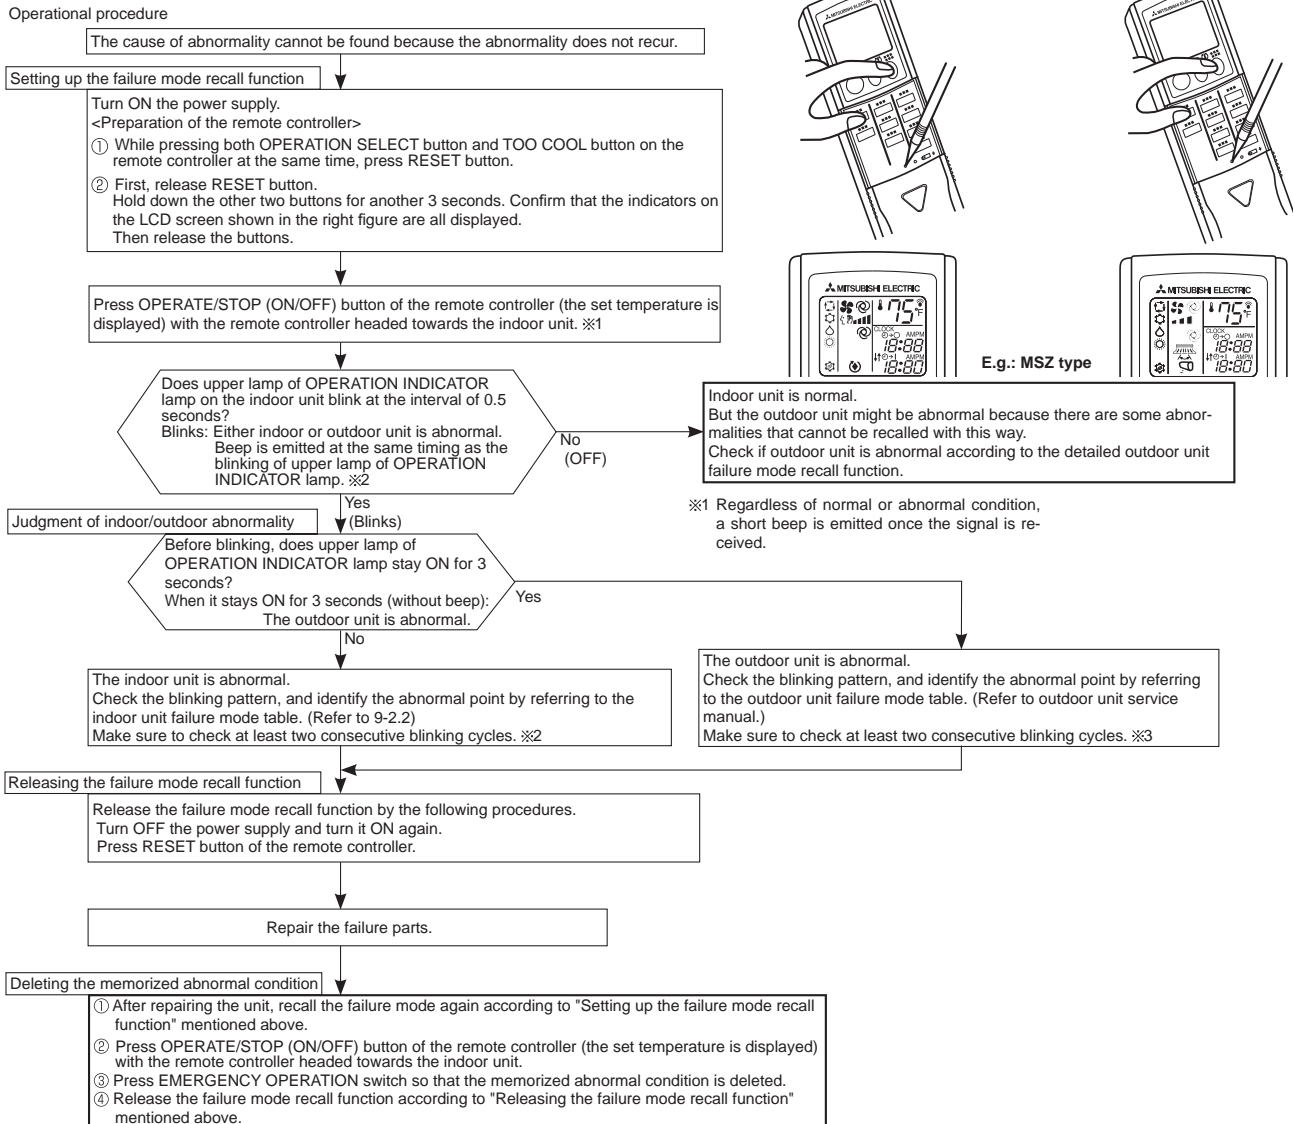 Operational procedure
The cause of abnormality cannot be found because the abnormality does not recur.
Setting up the failure mode recall function
Turn ON the power supply.
<Preparation of the remote controller>
① While pressing both OPERATION SELECT button and TOO COOL button on the
remote controller at the same time, press RESET button.
② First, release RESET button.
Hold down the other two buttons for another 3 seconds. Confirm that the indicators on
the LCD screen shown in the right figure are all displayed.
Then release the buttons.
MITSUBISHI ELECTRIC
MITSUBISHI ELECTRIC
Press OPERATE/STOP (ON/OFF) button of the remote controller (the set temperature is
displayed) with the remote controller headed towards the indoor unit. ※1
MITSUBISHI ELECTRIC
75°F
CLOCK
AMPM
18:88
AMPM
18:80
E.g.: MSZ type
MITSUBISHI ELECTRIC
75°F
CLOCK
AMPM
18:88
AMPM
18:80
Does upper lamp of OPERATION INDICATOR
lamp on the indoor unit blink at the interval of 0.5
seconds?
Blinks: Either indoor or outdoor unit is abnormal.
Beep is emitted at the same timing as the
blinking of upper lamp of OPERATION
INDICATOR lamp. ※2
No
(OFF)
Indoor unit is normal.
But the outdoor unit might be abnormal because there are some abnor-
malities that cannot be recalled with this way.
Check if outdoor unit is abnormal according to the detailed outdoor unit
failure mode recall function.
※1 Regardless of normal or abnormal condition,
a short beep is emitted once the signal is re-
ceived.
Yes
(Blinks)
Judgment of indoor/outdoor abnormality
Before blinking, does upper lamp of
OPERATION INDICATOR lamp stay ON for 3
seconds?
When it stays ON for 3 seconds (without beep):
The outdoor unit is abnormal.
Yes
No
The indoor unit is abnormal.
Check the blinking pattern, and identify the abnormal point by referring to the
indoor unit failure mode table. (Refer to 9-2.2)
Make sure to check at least two consecutive blinking cycles. ※2
The outdoor unit is abnormal.
Check the blinking pattern, and identify the abnormal point by referring
to the outdoor unit failure mode table. (Refer to outdoor unit service
manual.)
Make sure to check at least two consecutive blinking cycles. ※3
Releasing the failure mode recall function
Release the failure mode recall function by the following procedures.
Turn OFF the power supply and turn it ON again.
Press RESET button of the remote controller.
Repair the failure parts.
Deleting the memorized abnormal condition
① After repairing the unit, recall the failure mode again according to "Setting up the failure mode recall
function" mentioned above.
② Press OPERATE/STOP (ON/OFF) button of the remote controller (the set temperature is displayed)
with the remote controller headed towards the indoor unit.
③ Press EMERGENCY OPERATION switch so that the memorized abnormal condition is deleted.
④ Release the failure mode recall function according to "Releasing the failure mode recall function"
mentioned above.